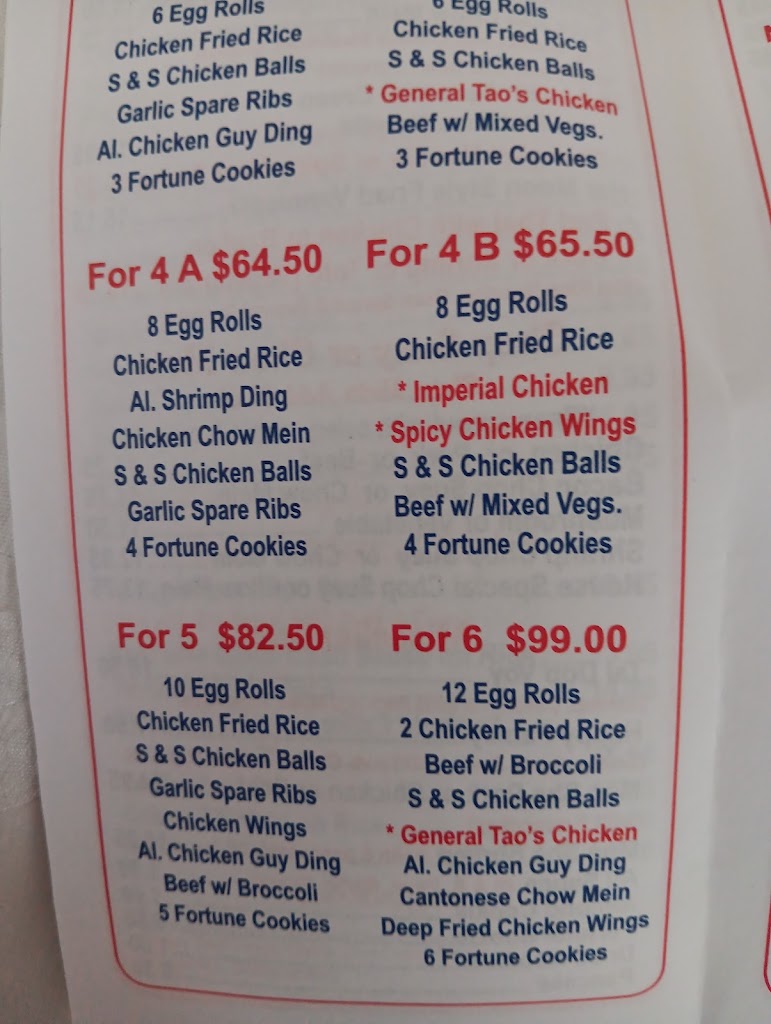 6 Egg Rolls
Chicken Fried Rice
S & S Chicken Balls
Garlic Spare Ribs
Al. Chicken Guy Ding
3 Fortune Cookies
6 Egg Rolls
Chicken Fried Rice
S & S Chicken Balls
* General Tao's Chicken
Beef w/ Mixed Vegs.
3 Fortune Cookies
For 4 A $64.50
8 Egg Rolls
Chicken Fried Rice
Al. Shrimp Ding
Chicken Chow Mein
S & S Chicken Balls
Garlic Spare Ribs
4 Fortune Cookies
For 4 B $65.50
8 Egg Rolls
Chicken Fried Rice
* Imperial Chicken
* Spicy Chicken Wings
S & S Chicken Balls
Beef w/ Mixed Vegs.
4 Fortune Cookies
For 5 $82.50
10 Egg Rolls
Chicken Fried Rice
S & S Chicken Balls
Garlic Spare Ribs
Chicken Wings
Al. Chicken Guy Ding
Beef w/ Broccoli
5 Fortune Cookies
For 6 $99.00
12 Egg Rolls
2 Chicken Fried Rice
Beef w/ Broccoli
S & S Chicken Balls
* General Tao's Chicken
Al. Chicken Guy Ding
Cantonese Chow Mein
Deep Fried Chicken Wings
6 Fortune Cookies